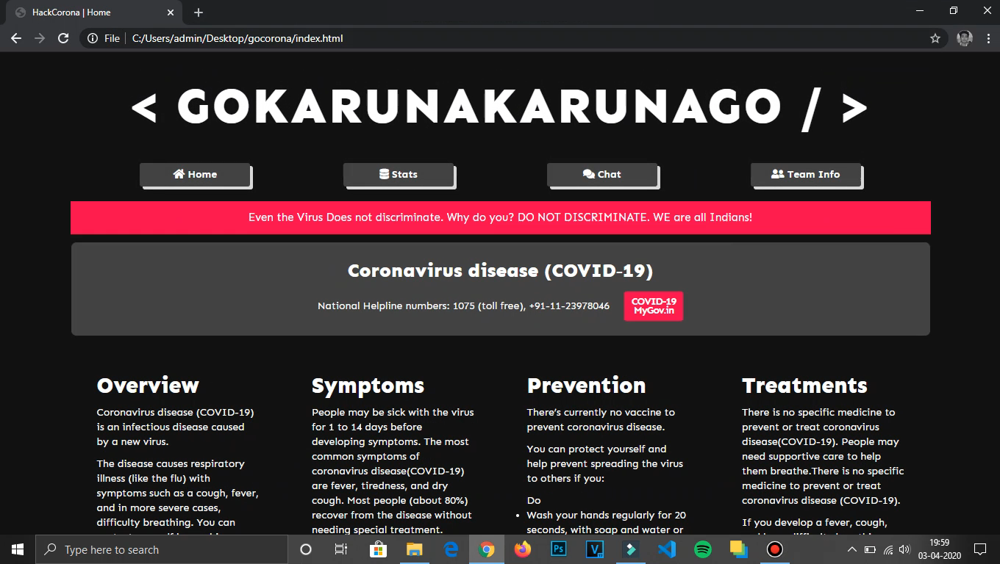 HackCorona | Home
File
C:/Users/admin/Desktop/gocorona/index.html
< GOKARUNAKARUNAGO / >
Home
Stats
Chat
Team Info
Even the Virus Does not discriminate. Why do you? DO NOT DISCRIMINATE. WE are all Indians!
Coronavirus disease (COVID-19)
National Helpline numbers: 1075 (toll free), +91-11-23978046
COVID-19
MyGov.in
Overview
Coronavirus disease (COVID-19)
is an infectious disease caused
by a new virus.
The disease causes respiratory
illness (like the flu) with
symptoms such as a cough, fever,
and in more severe cases,
difficulty breathing. You can
Symptoms
People may be sick with the virus
for 1 to 14 days before
developing symptoms. The most
common symptoms of
coronavirus disease(COVID-19)
are fever, tiredness, and dry
cough. Most people (about 80%)
recover from the disease without
needing special treatment.
Prevention
There's currently no vaccine to
prevent coronavirus disease.
You can protect yourself and
help prevent spreading the virus
to others if you:
Do
• Wash your hands regularly for 20
seconds, with soap and water or
Treatments
There is no specific medicine to
prevent or treat coronavirus
disease(COVID-19). People may
need supportive care to help
them breathe.There is no specific
medicine to prevent or treat
coronavirus disease (COVID-19).
If you develop a fever, cough,
Type here to search
Ps
V
19:59
03-04-2020